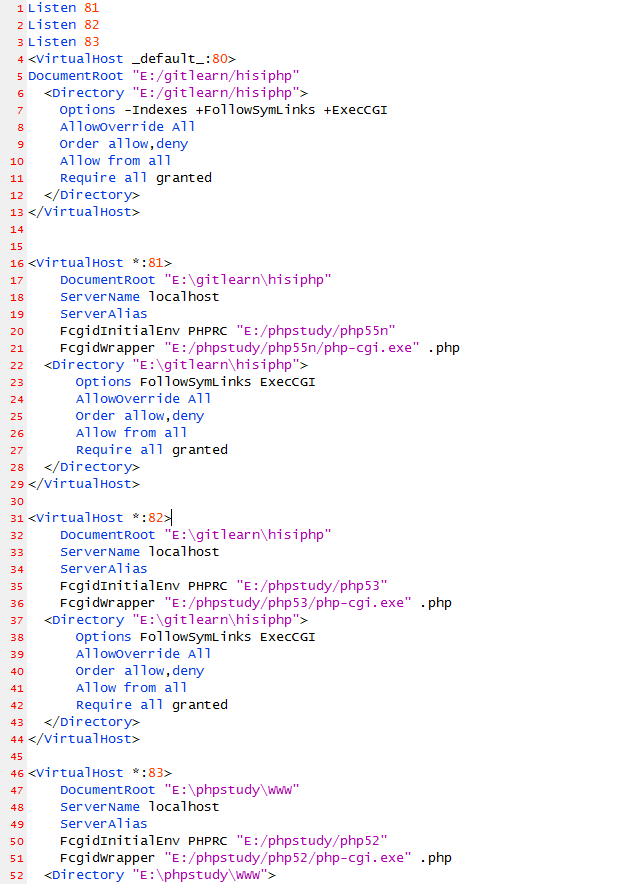 1 Listen 81
2 Listen 82
3 Listen 83
4 <VirtualHost _default_:80>
5 DocumentRoot "E:/gitlearn/hisiphp"
6 <Directory "E:/gitlearn/hisiphp">
7 Options -Indexes +FollowSymLinks +ExecCGI
8 AllowOverride All
9 Order allow,deny
10 Allow from all
11 Require all granted
12 </Directory>
13 </VirtualHost>
14
15
16 <VirtualHost *:81>
17 DocumentRoot "E:\gitlearn\hisiphp"
18 ServerName localhost
19 ServerAlias
20 FcgidInitialEnv PHPRC "E:/phpstudy/php55n"
21 FcgidWrapper "E:/phpstudy/php55n/php-cgi.exe" .php
22 <Directory "E:\gitlearn\hisiphp">
23 Options FollowSymLinks ExecCGI
24 AllowOverride All
25 Order allow,deny
26 Allow from all
27 Require all granted
28 </Directory>
29 </VirtualHost>
30
31 <VirtualHost *:82>
32 DocumentRoot "E:\gitlearn\hisiphp"
33 ServerName localhost
34 ServerAlias
35 FcgidInitialEnv PHPRC "E:/phpstudy/php53"
36 FcgidWrapper "E:/phpstudy/php53/php-cgi.exe" .php
37 <Directory "E:\gitlearn\hisiphp">
38 Options FollowSymLinks ExecCGI
39 AllowOverride All
40 Order allow,deny
41 Allow from all
42 Require all granted
43 </Directory>
44 </VirtualHost>
45
46 <VirtualHost *:83>
47 DocumentRoot "E:\phpstudy\WWW"
48 ServerName localhost
49 ServerAlias
50 FcgidInitialEnv PHPRC "E:/phpstudy/php52"
51 FcgidWrapper "E:/phpstudy/php52/php-cgi.exe" .php
52 <Directory "E:\phpstudy\WWW">